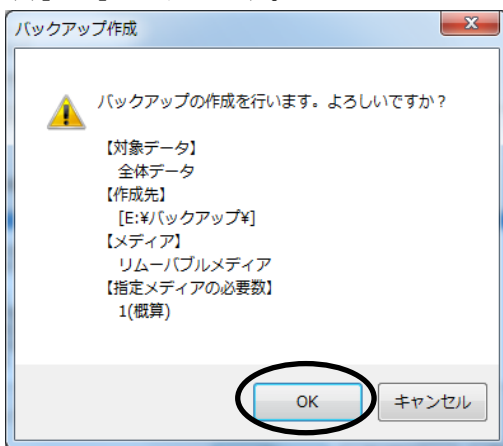 バックアップ作成
バックアップの作成を行います。よろしいですか？
【対象データ】
全体データ
【作成先】
[E:¥バックアップ¥]
【メディア】
リムーバブルメディア
【指定メディアの必要数】
1(概算)
OK
キャンセル